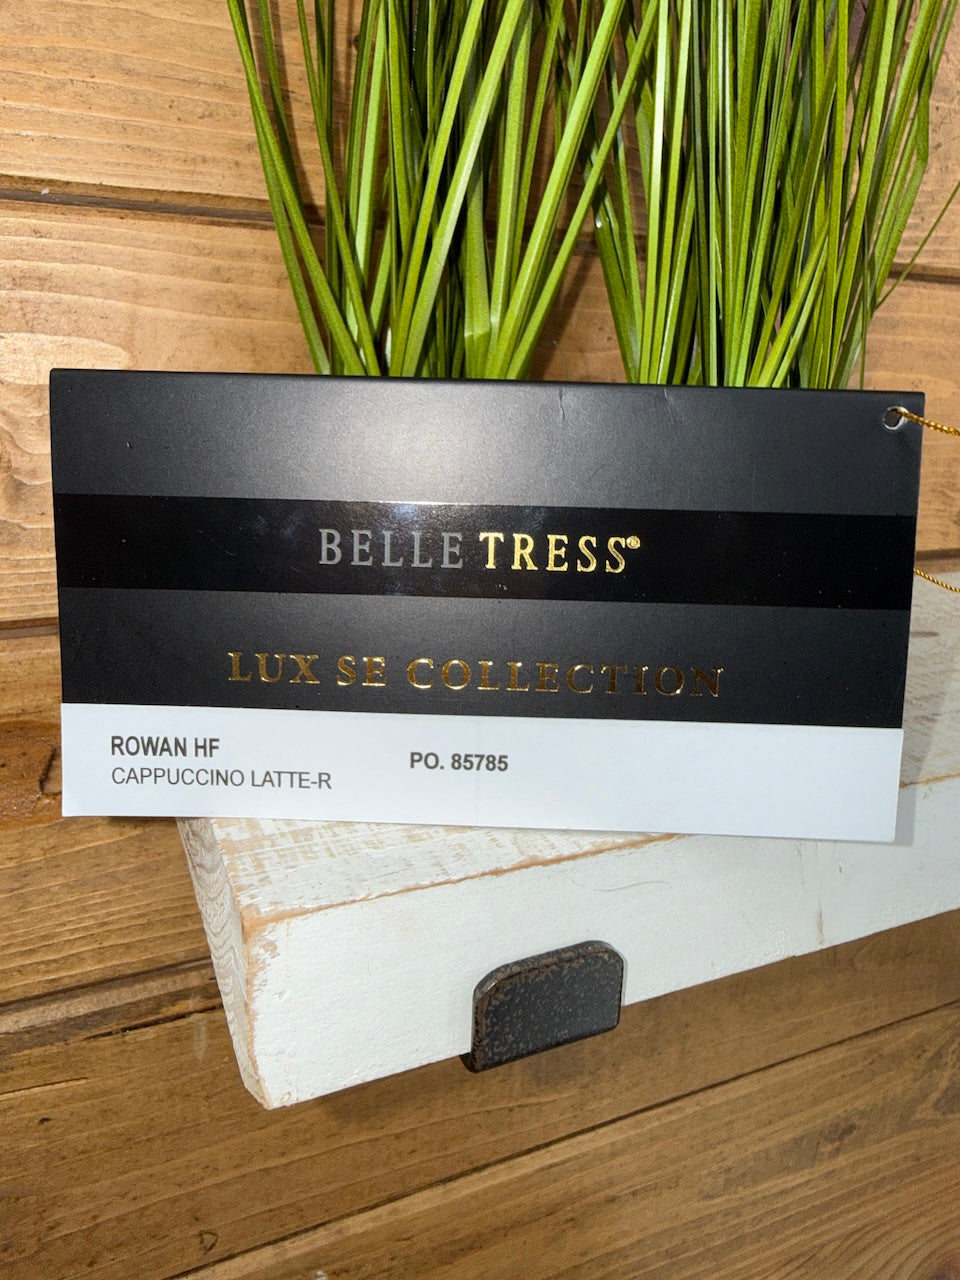 BELLE TRESS®
LUX SE COLLECTION
ROWAN HF PO. 85785
CAPPUCCINO LATTE-R